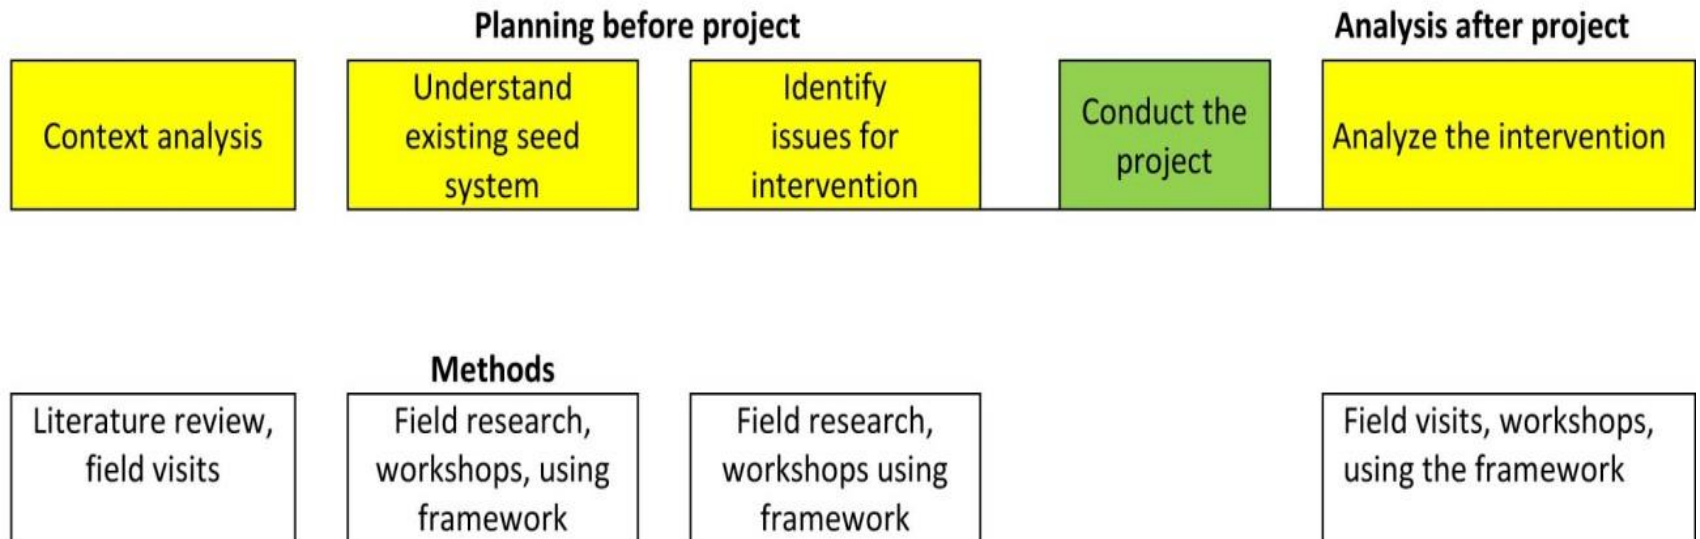 Planning before project
Analysis after project
Context analysis
Understand
existing seed
system
Identify
issues for
intervention
Conduct the
project
Analyze the intervention
Methods
Literature review,
field visits
Field research,
workshops, using
framework
Field research,
workshops using
framework
Field visits, workshops,
using the framework